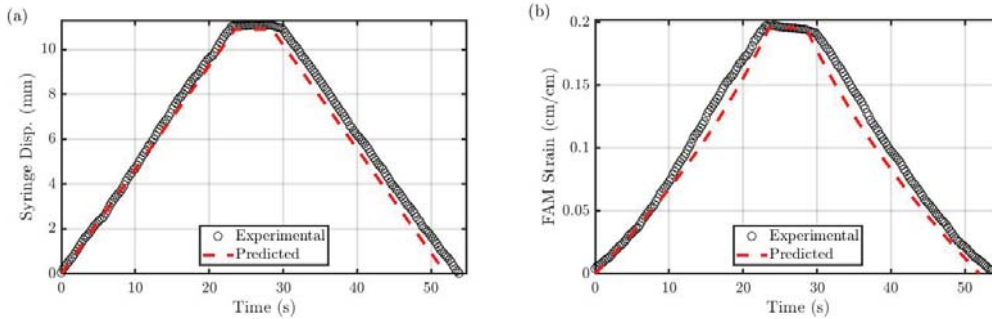 (a)
10
8
6
4
2
0
Syringe Disp. (mm)
Experimental
Predicted
0 10 20 30 40 50
Time (s)
(b)
0.2
0.15
0.1
0.05
0
FAM Strain (cm/cm)
Experimental
Predicted
0 10 20 30 40 50
Time (s)